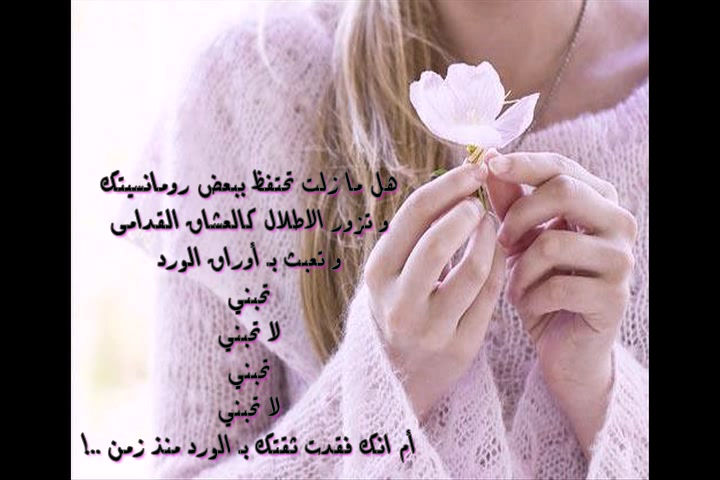 هل ما زلت تحتفظ ببعض رومانسيتك
و تزور الاطلال كالعشاق القدامى
و تعبث بـ أوراق الورد
تحبني
لا تحبني
تحبني
لا تحبني
أم انك فقدت ثقتك بـ الورد منذ زمن ..!